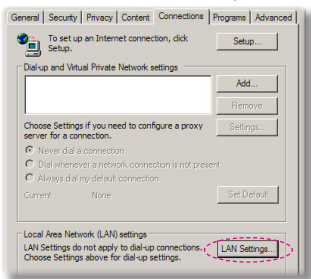 General Security Privacy Content Connections Programs Advanced
To set up an Internet connection, click
Setup.
Setup...
Dial-up and Virtual Private Network settings
Add...
Remove
Choose Settings if you need to configure a proxy
server for a connection.
Settings...
Never dial a connection
Dial whenever a network connection is not present
Always dial my default connection
Current None
Set Default
Local Area Network (LAN) settings
LAN Settings do not apply to dial-up connections.
Choose Settings above for dial-up settings.
LAN Settings...